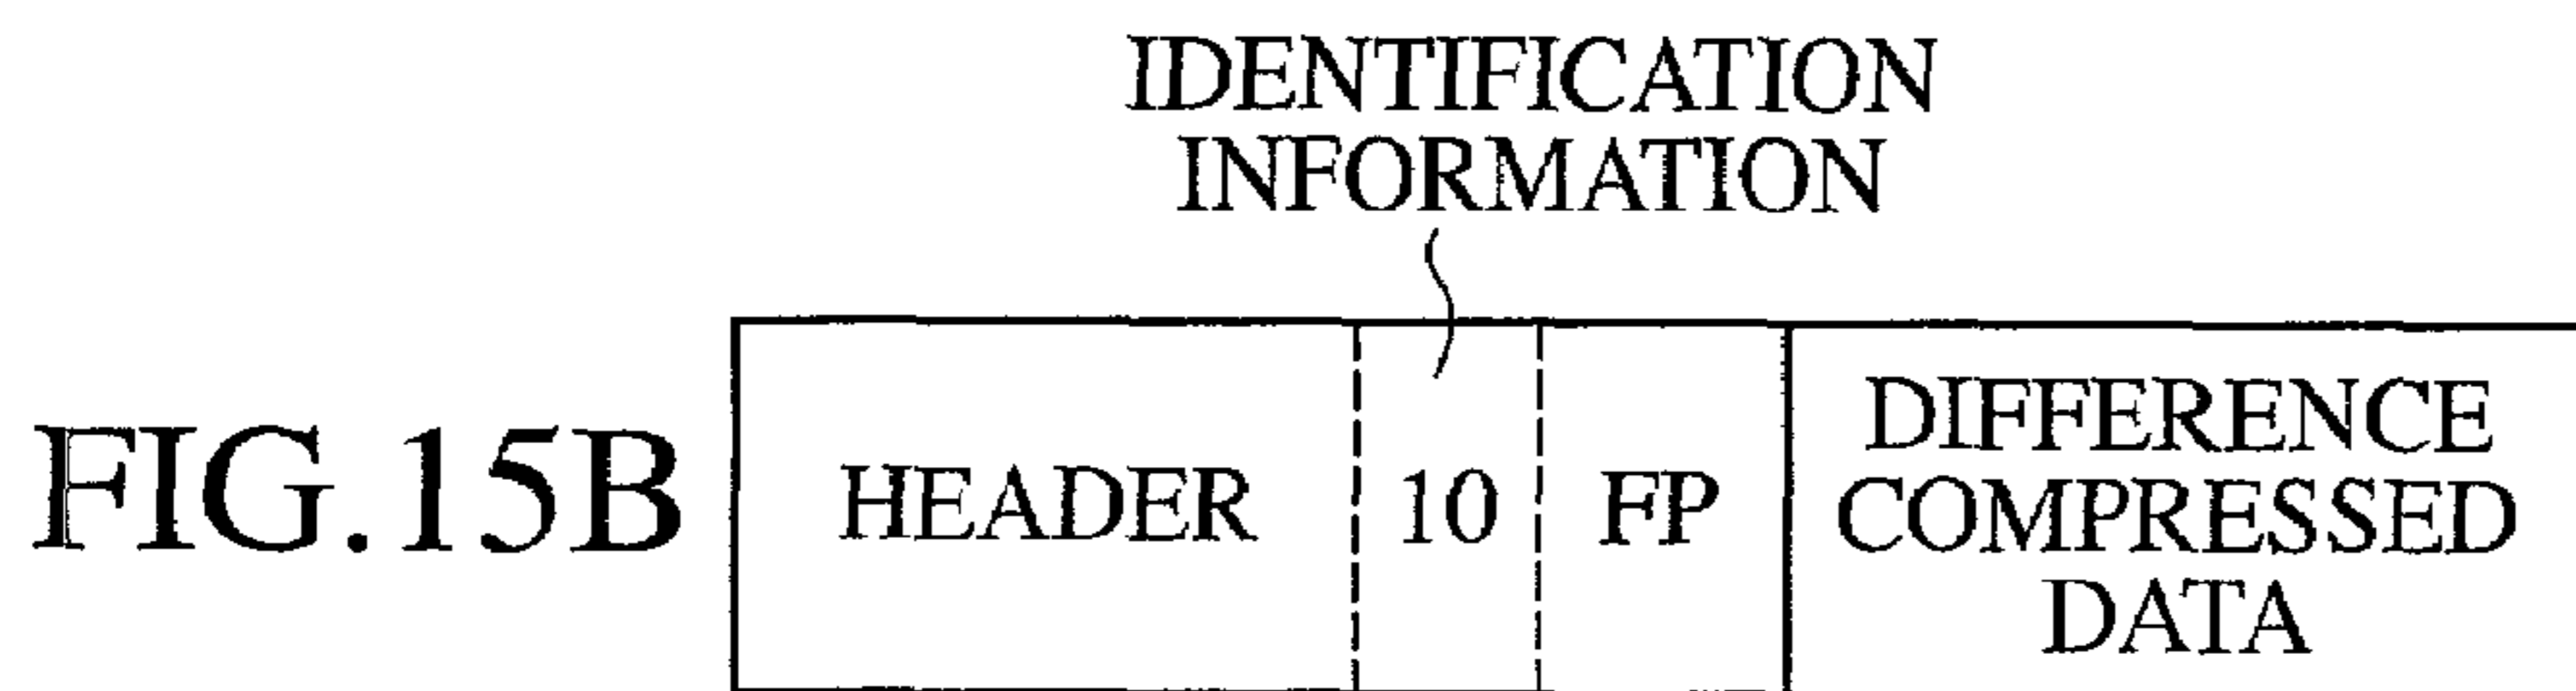 IDENTIFICATION
INFORMATION
FIG.15B
HEADER
10
FP
DIFFERENCE
COMPRESSED
DATA